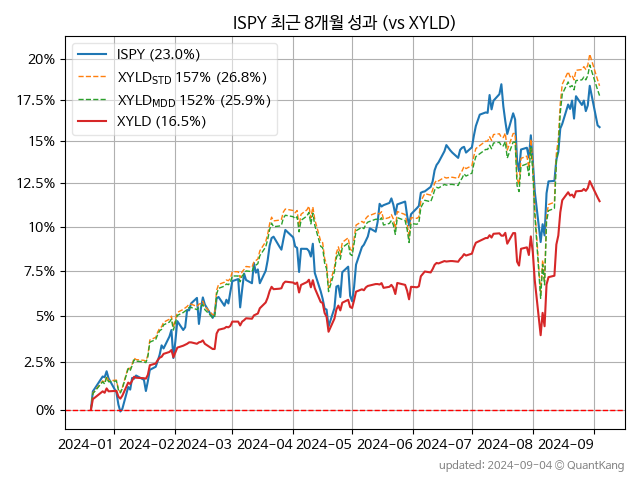 ISPY 최근 8개월 성과 (vs XYLD)
ISPY (23.0%)
XYLD_STD 157% (26.8%)
XYLD_MDD 152% (25.9%)
XYLD (16.5%)
20%
17.5%
15%
12.5%
10%
7.5%
5%
2.5%
0%
2024-01 2024-02 2024-03 2024-04 2024-05 2024-06 2024-07 2024-08 2024-09
updated: 2024-09-04 © QuantKang